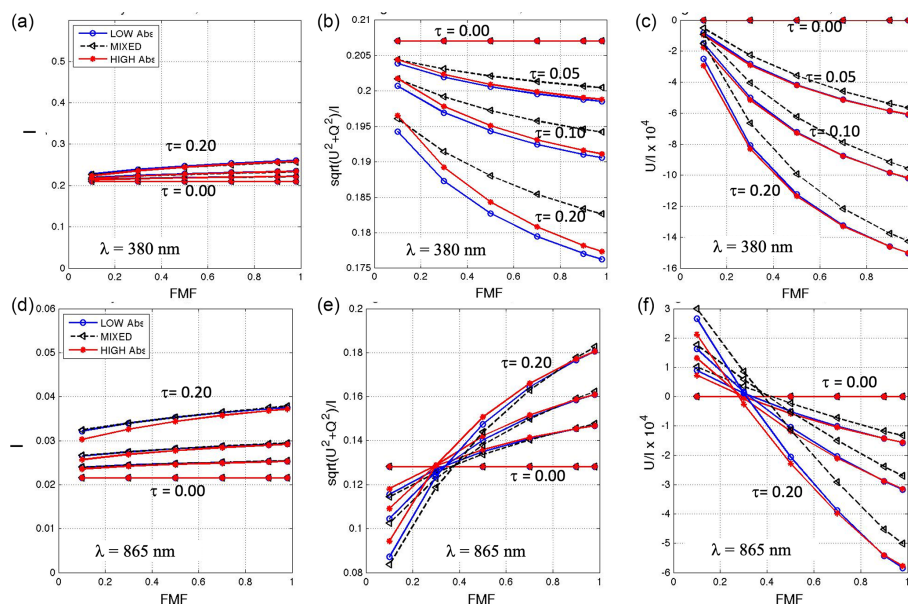 (a)
0.6
0.5
0.4
0.3
0.2
0.1
0
I
LOW Abs
MIXED
HIGH Abs
τ= 0.20
τ = 0.00
λ = 380 nm
0 0.2 0.4 0.6 0.8 1
FMF
(b)
0.21
0.205
0.2
0.195
0.19
0.185
0.18
0.175
sqrt(U²+Q²)/I
τ = 0.00
τ= 0.05
τ= 0.10
τ= 0.20
λ = 380 nm
0 0.2 0.4 0.6 0.8 1
FMF
(c)
0
-2
-4
-6
-8
-10
-12
-14
-16
U/I x 10⁴
τ = 0.00
τ= 0.05
τ= 0.10
τ= 0.20
λ = 380 nm
0 0.2 0.4 0.6 0.8
FMF
(d)
0.06
0.05
0.04
0.03
0.02
0.01
0
I
LOW Abs
MIXED
HIGH Abs
τ= 0.20
τ = 0.00
λ = 865 nm
0 0.2 0.4 0.6 0.8 1
FMF
(e)
0.2
0.18
0.16
0.14
0.12
0.1
0.08
sqrt(U²+Q²)/I
τ= 0.20
τ = 0.00
λ = 865 nm
0 0.2 0.4 0.6 0.8 1
FMF
(f)
3
2
1
0
-1
-2
-3
-4
-5
-6
U/I x 10⁴
τ = 0.00
τ= 0.20
λ = 865 nm
0 0.2 0.4 0.6 0.8 1
FMF